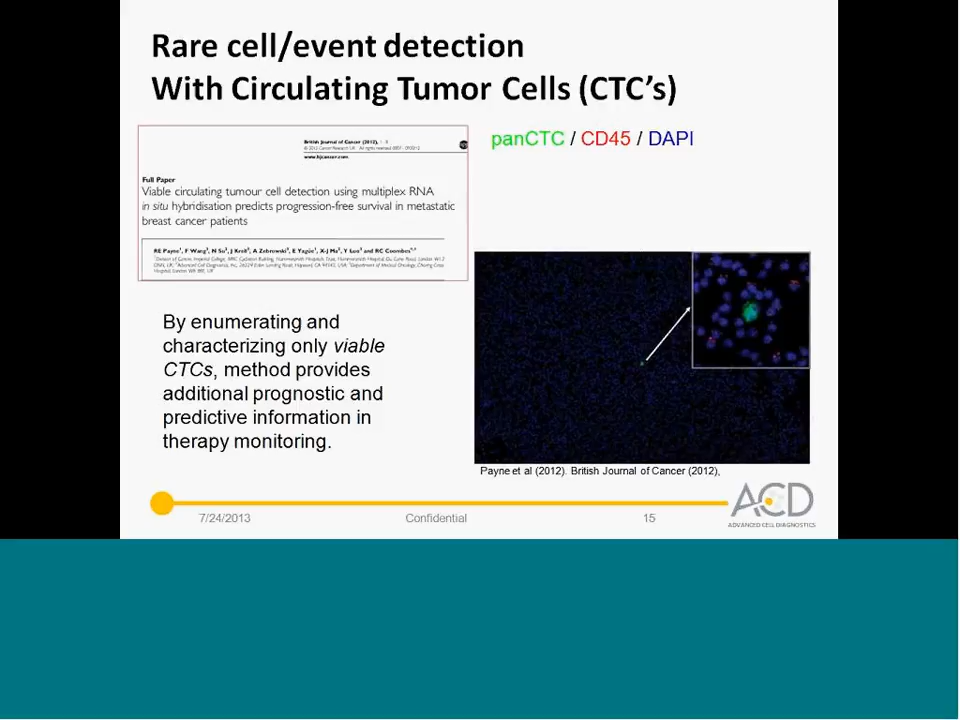 Rare cell/event detection
With Circulating Tumor Cells (CTC's)
British Journal of Cancer (2012),
www.bjcancer.com
Full Paper
Viable circulating tumour cell detection using multiplex RNA
in situ hybridisation predicts progression-free survival in metastatic
breast cancer patients
panCTC / CD45 / DAPI
By enumerating and
characterizing only viable
CTCs, method provides
additional prognostic and
predictive information in
therapy monitoring.
Payne et al (2012). British Journal of Cancer (2012),
7/24/2013
Confidential
15
ACD
ADVANCED CELL DIAGNOSTICS